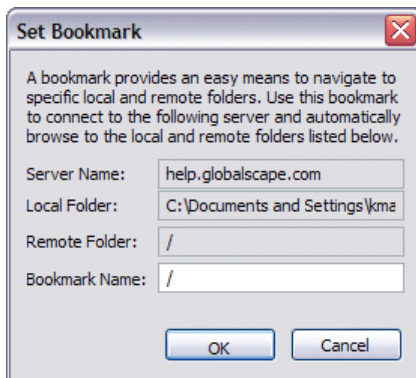 Set Bookmark
A bookmark provides an easy means to navigate to
specific local and remote folders. Use this bookmark
to connect to the following server and automatically
browse to the local and remote folders listed below.
Server Name: help.globalscape.com
Local Folder: C:\Documents and Settings\kma
Remote Folder: /
Bookmark Name: /
OK Cancel